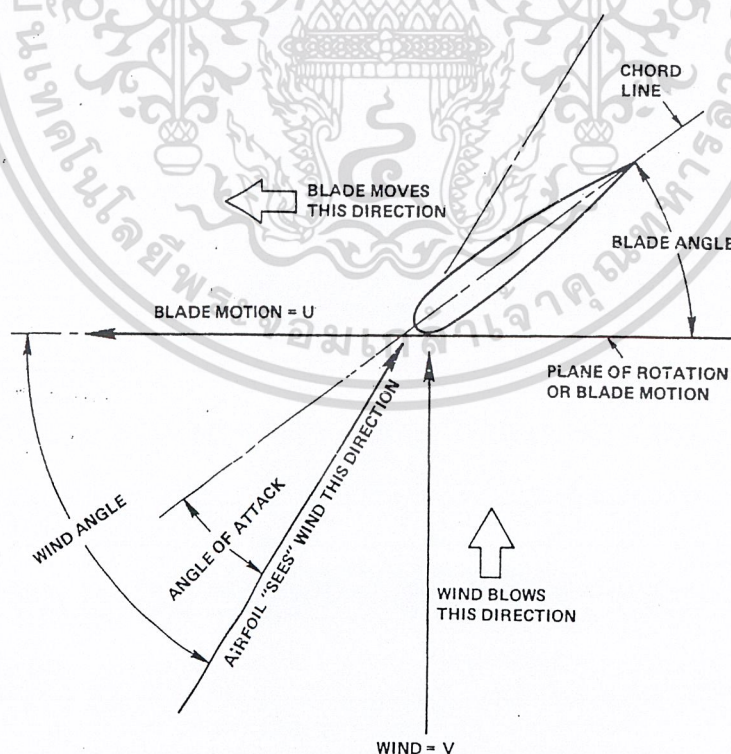 CHORD
LINE
BLADE MOVES
THIS DIRECTION
BLADE ANGLE
BLADE MOTION = U
PLANE OF ROTATION
OR BLADE MOTION
WIND ANGLE
ANGLE OF ATTACK
AIRFOIL "SEES" WIND THIS DIRECTION
WIND BLOWS
THIS DIRECTION
WIND = V